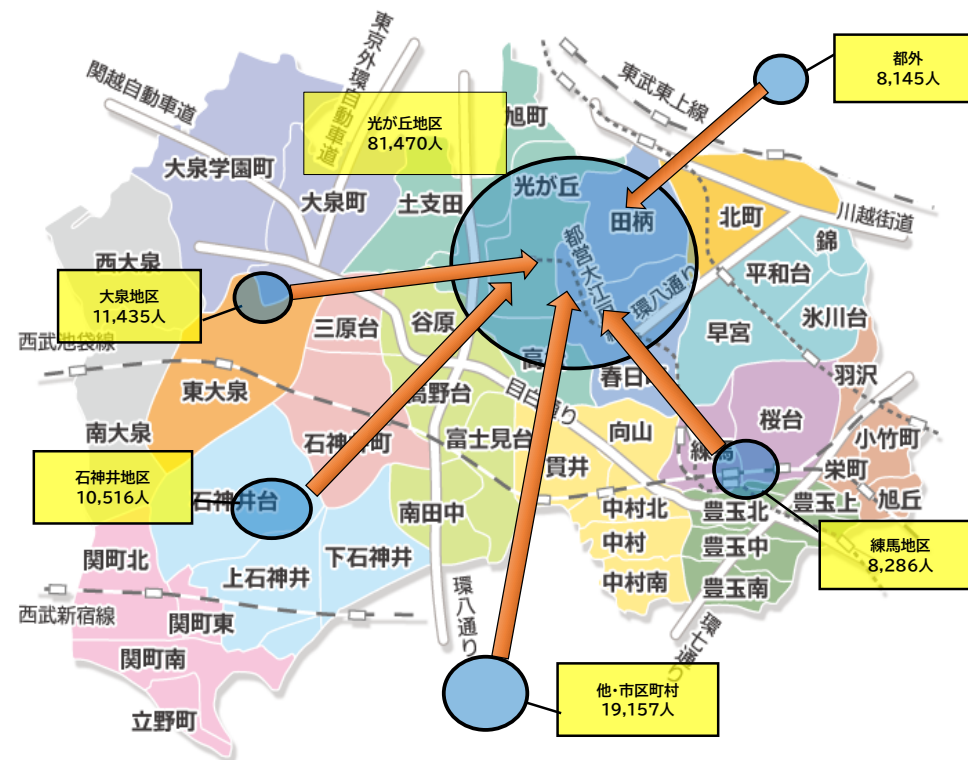 東京外環自動車道
関越自動車道
光が丘地区
81,470人
都外
8,145人
東武東上線
旭町
大泉学園町
大泉町
土支田
光が丘
田柄
北町
川越街道
錦
平和台
氷川台
早宮
西大泉
大泉地区
11,435人
都営大江戸
環八通り
三原台
谷原
西武池袋線
東大泉
高野台
目白通り
春日町
羽沢
南大泉
石神井町
富士見台
向山
貫井
練馬
桜台
小竹町
栄町
旭丘
石神井地区
10,516人
石神井台
南田中
中村北
中村
中村南
豊玉北
豊玉上
豊玉中
豊玉南
練馬地区
8,286人
関町北
上石神井
下石神井
西武新宿線
関町東
関町南
立野町
環八通り
環七通り
他・市区町村
19,157人